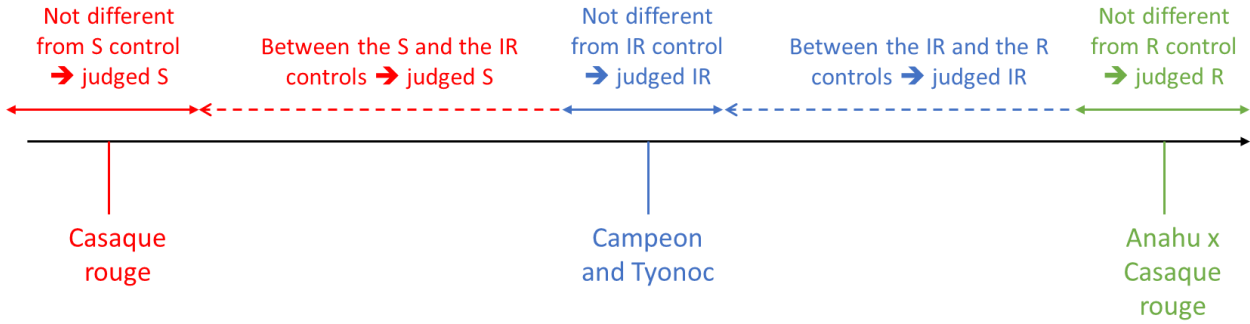 Not different
from S control
➔ judged S
Between the S and the IR
controls ➔ judged S
Not different
from IR control
➔ judged IR
Between the IR and the R
controls ➔ judged IR
Not different
from R control
➔ judged R
Casaque
rouge
Campeon
and Tyonoc
Anahu x
Casaque
rouge